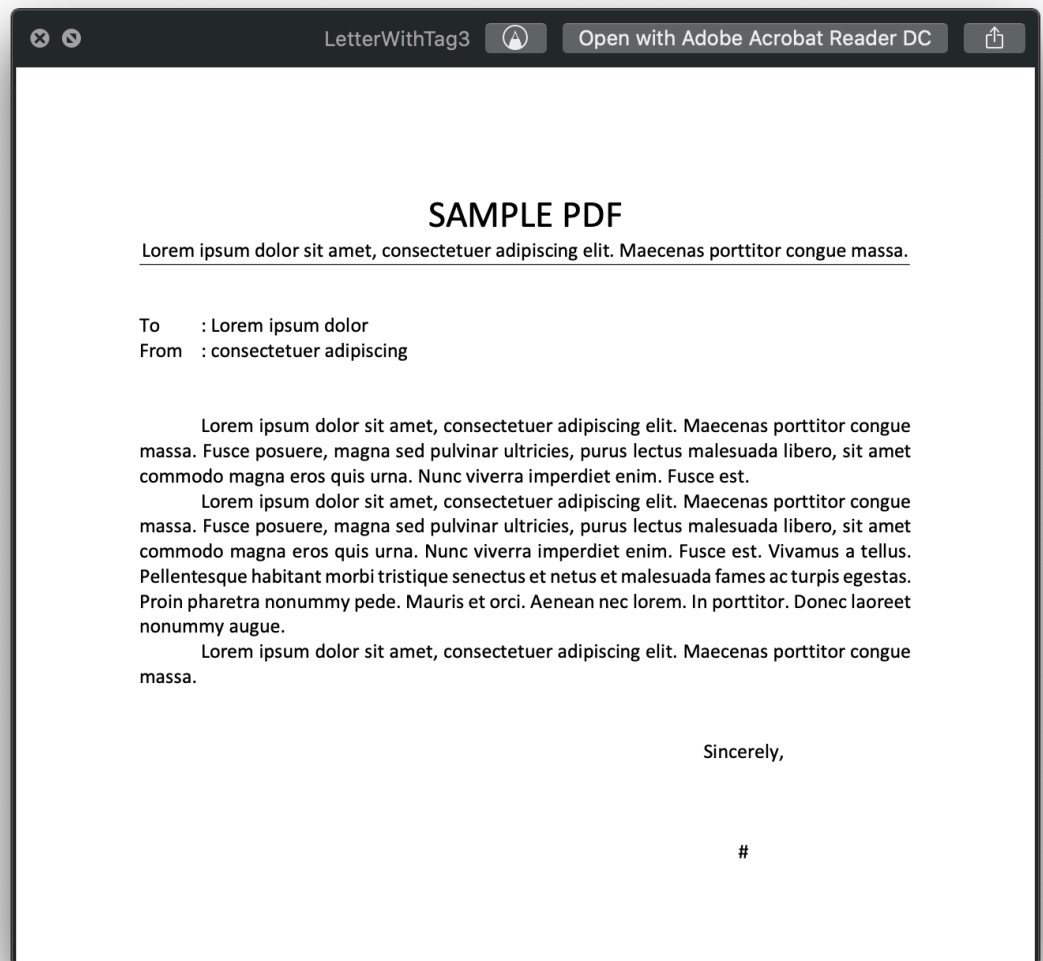 LetterWithTag3 Open with Adobe Acrobat Reader DC
SAMPLE PDF
Lorem ipsum dolor sit amet, consectetuer adipiscing elit. Maecenas porttitor congue massa.
To : Lorem ipsum dolor
From : consectetuer adipiscing
Lorem ipsum dolor sit amet, consectetuer adipiscing elit. Maecenas porttitor congue
massa. Fusce posuere, magna sed pulvinar ultricies, purus lectus malesuada libero, sit amet
commodo magna eros quis urna. Nunc viverra imperdiet enim. Fusce est.
Lorem ipsum dolor sit amet, consectetuer adipiscing elit. Maecenas porttitor congue
massa. Fusce posuere, magna sed pulvinar ultricies, purus lectus malesuada libero, sit amet
commodo magna eros quis urna. Nunc viverra imperdiet enim. Fusce est. Vivamus a tellus.
Pellentesque habitant morbi tristique senectus et netus et malesuada fames ac turpis egestas.
Proin pharetra nonummy pede. Mauris et orci. Aenean nec lorem. In porttitor. Donec laoreet
nonummy augue.
Lorem ipsum dolor sit amet, consectetuer adipiscing elit. Maecenas porttitor congue
massa.
Sincerely,
#